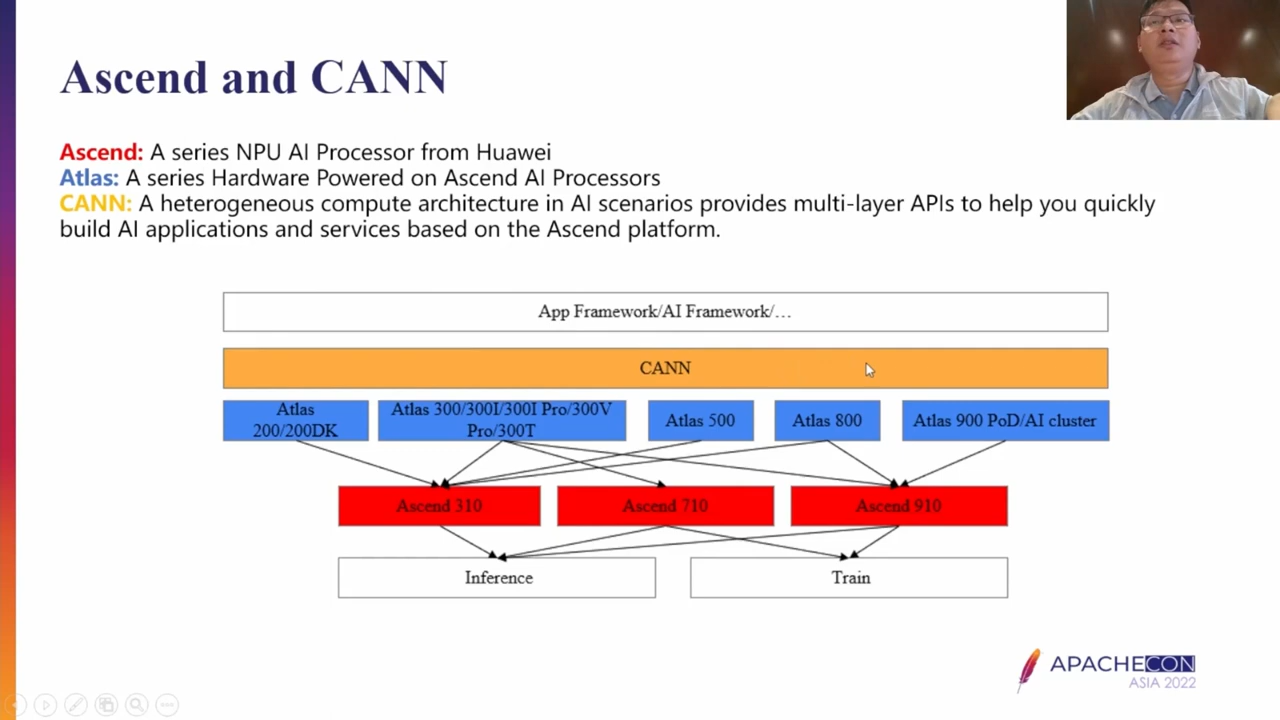 Ascend and CANN
Ascend: A series NPU AI Processor from Huawei
Atlas: A series Hardware Powered on Ascend AI Processors
CANN: A heterogeneous compute architecture in AI scenarios provides multi-layer APIs to help you quickly
build AI applications and services based on the Ascend platform.
App Framework/AI Framework/…
CANN
Atlas
200/200DK
Atlas 300/300I/300I Pro/300V
Pro/300T
Atlas 500
Atlas 800
Atlas 900 PoD/AI cluster
Ascend 310
Ascend 710
Ascend 910
Inference
Train
APACHECON
ASIA 2022